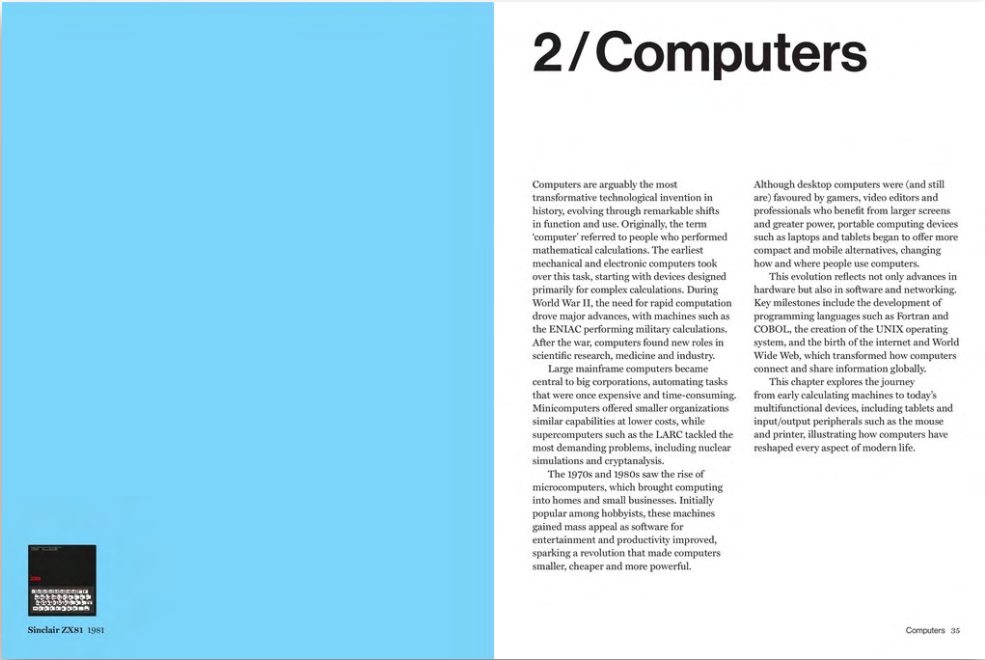 2/Computers
Computers are arguably the most
transformative technological invention in
history, evolving through remarkable shifts
in function and use. Originally, the term
‘computer’ referred to people who performed
mathematical calculations. The earliest
mechanical and electronic computers took
over this task, starting with devices designed
primarily for complex calculations. During
World War II, the need for rapid computation
drove major advances, with machines such as
the ENIAC performing military calculations.
After the war, computers found new roles in
scientific research, medicine and industry.
Large mainframe computers became
central to big corporations, automating tasks
that were once expensive and time-consuming.
Minicomputers offered smaller organizations
similar capabilities at lower costs, while
supercomputers such as the LARC tackled the
most demanding problems, including nuclear
simulations and cryptanalysis.
The 1970s and 1980s saw the rise of
microcomputers, which brought computing
into homes and small businesses. Initially
popular among hobbyists, these machines
gained mass appeal as software for
entertainment and productivity improved,
sparking a revolution that made computers
smaller, cheaper and more powerful.
Although desktop computers were (and still
are) favoured by gamers, video editors and
professionals who benefit from larger screens
and greater power, portable computing devices
such as laptops and tablets began to offer more
compact and mobile alternatives, changing
how and where people use computers.
This evolution reflects not only advances in
hardware but also in software and networking.
Key milestones include the development of
programming languages such as Fortran and
COBOL, the creation of the UNIX operating
system, and the birth of the internet and World
Wide Web, which transformed how computers
connect and share information globally.
This chapter explores the journey
from early calculating machines to today’s
multifunctional devices, including tablets and
input/output peripherals such as the mouse
and printer, illustrating how computers have
reshaped every aspect of modern life.
Sinclair ZX81 1981
Computers 35